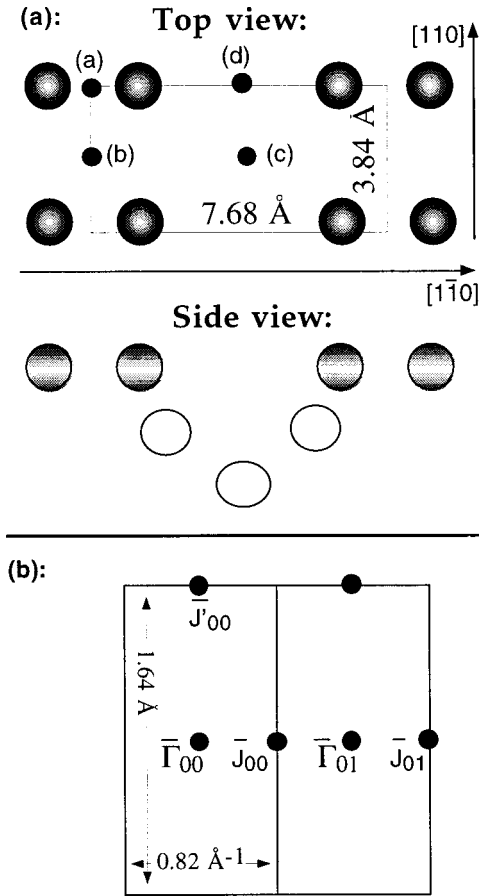 (a):
Top view:
[110]
(a)
(d)
(b)
(c)
3.84 Å
7.68 Å
[11̄0]
Side view:
(b):
J̄'00
1.64 Å
Γ̄00
J̄00
Γ̄01
J̄01
0.82 Å-1